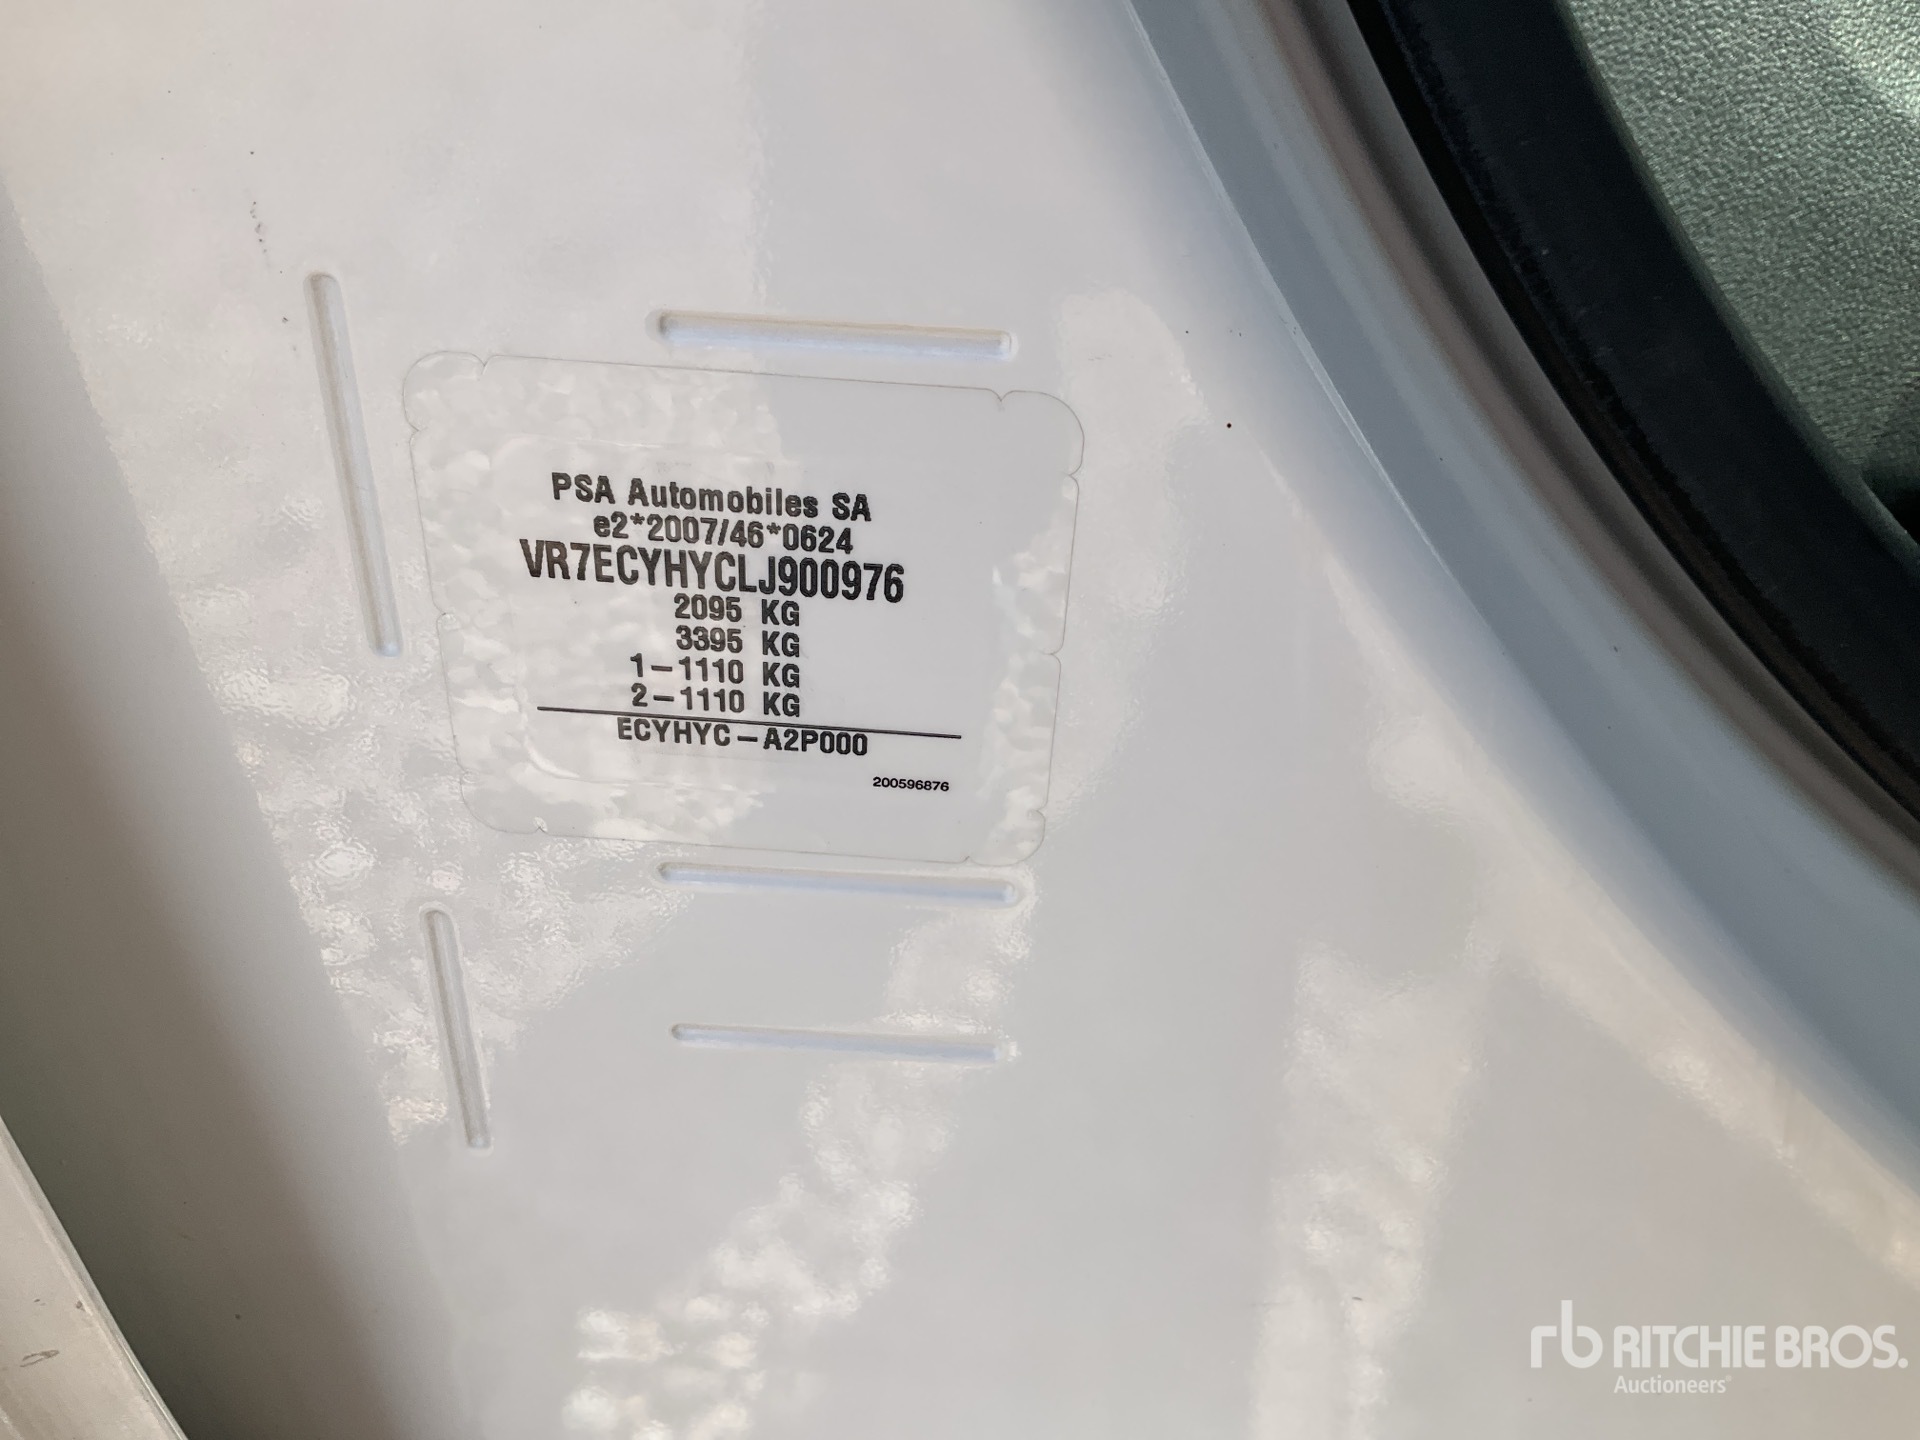 PSA Automobiles SA
e2*2007/46*0624
VR7ECYHYCLJ900976
2095 KG
3395 KG
1-1110 KG
2-1110 KG
ECYHYC-A2P000
200596876
rb RITCHIE BROS.
Auctioneers